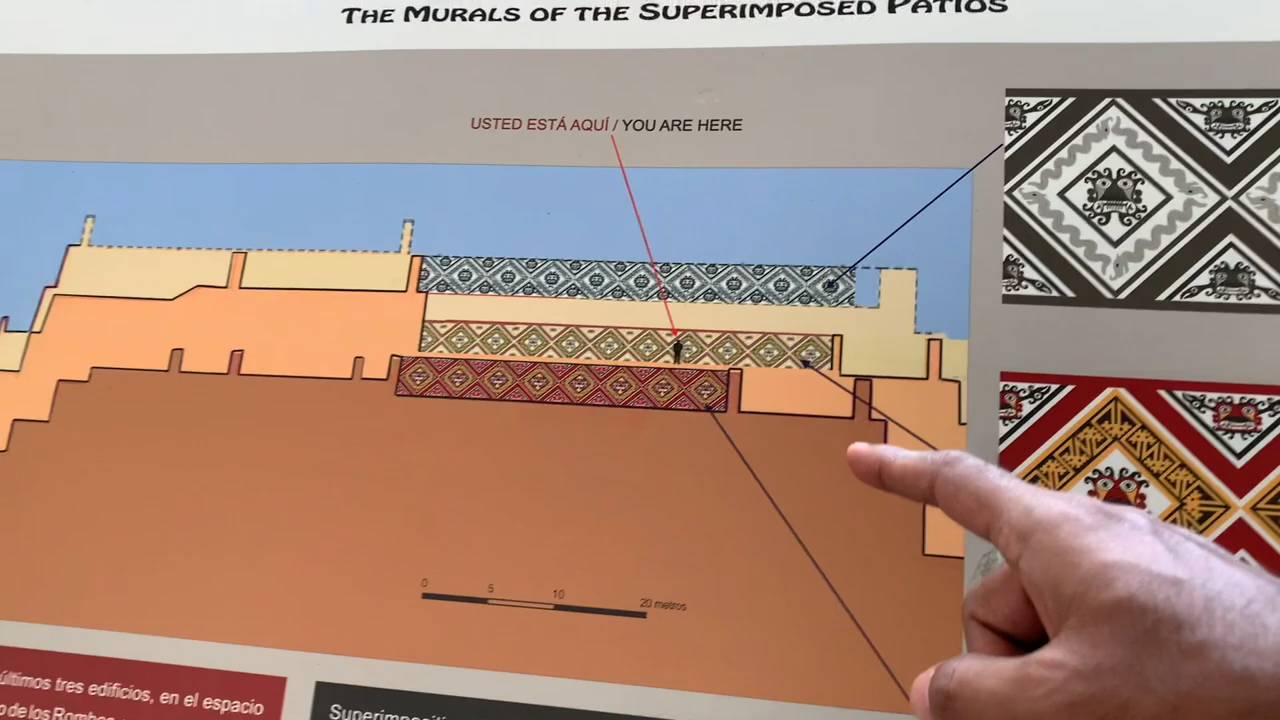 THE MURALS OF THE SUPERIMPOSED PATIOS
USTED ESTÁ AQUÍ / YOU ARE HERE
0 5 10 20 metros
últimos tres edificios, en el espacio
o de los Rombos